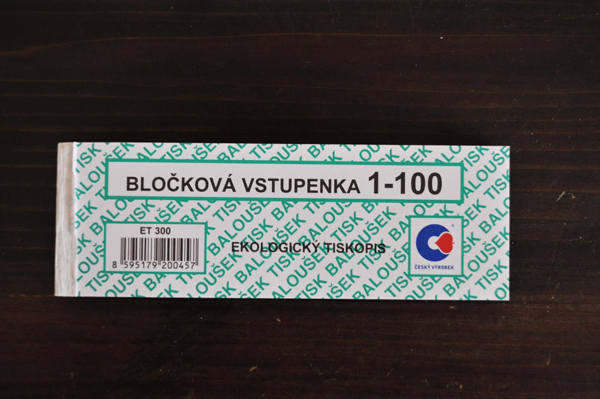 BLOČKOVÁ VSTUPENKA 1-100
ET 300
8 595179 200457
EKOLOGICKÝ TISKOPIS
ČESKÝ VÝROBEK
BALOUŠEK TISK